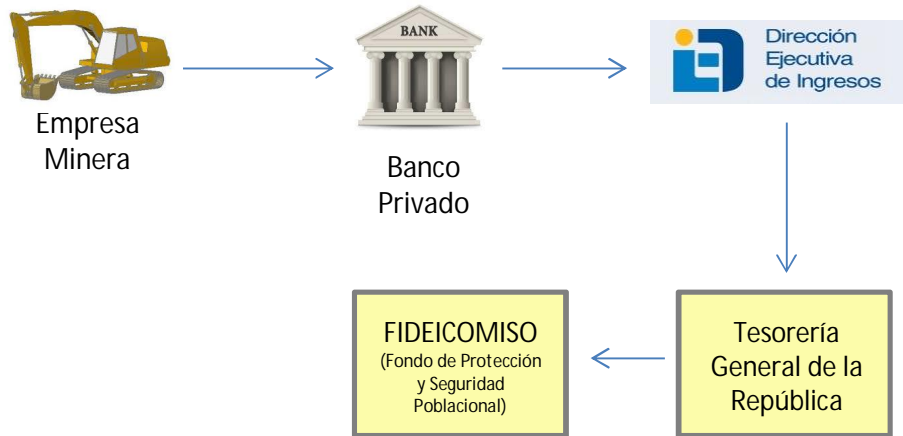 BANK
Dirección
Ejecutiva
de Ingresos
Empresa
Minera
Banco
Privado
FIDEICOMISO
(Fondo de Protección
y Seguridad
Poblacional)
Tesorería
General de la
República